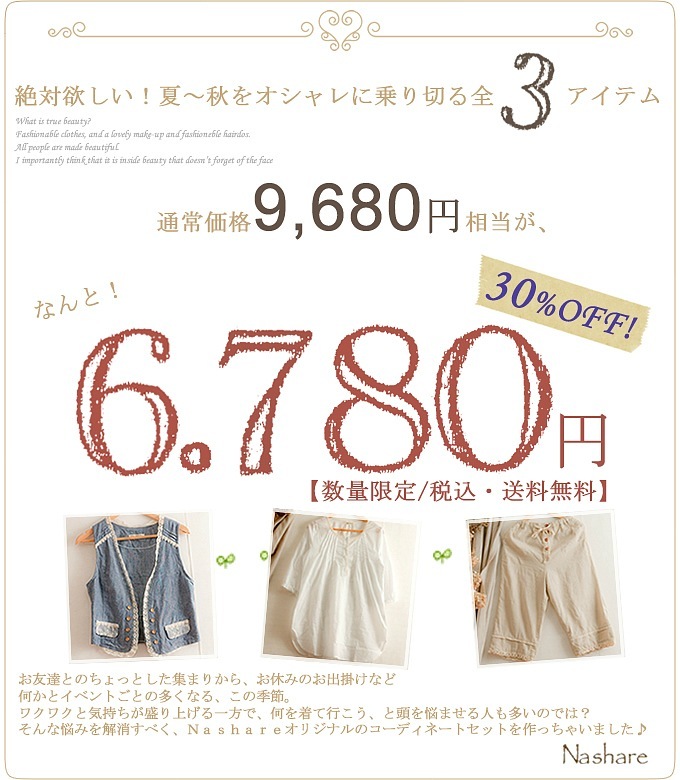 絶対欲しい！夏～秋をオシャレに乗り切る全3アイテム
What is true beauty?
Fashionable clothes, and a lovely make-up and fashioneble hairdos.
All people are made beautiful.
I importantly think that it is inside beauty that doesn't forget of the face
通常価格9,680円相当が、
なんと！
30%OFF!
6.780円
【数量限定/税込・送料無料】
お友達とのちょっとした集まりから、お休みのお出掛けなど
何かとイベントごとの多くなる、この季節。
ワクワクと気持ちが盛り上げる一方で、何を着て行こう、と頭を悩ませる人も多いのでは？
そんな悩みを解消すべく、Ｎａｓｈａｒｅオリジナルのコーディネートセットを作っちゃいました♪
Nashare